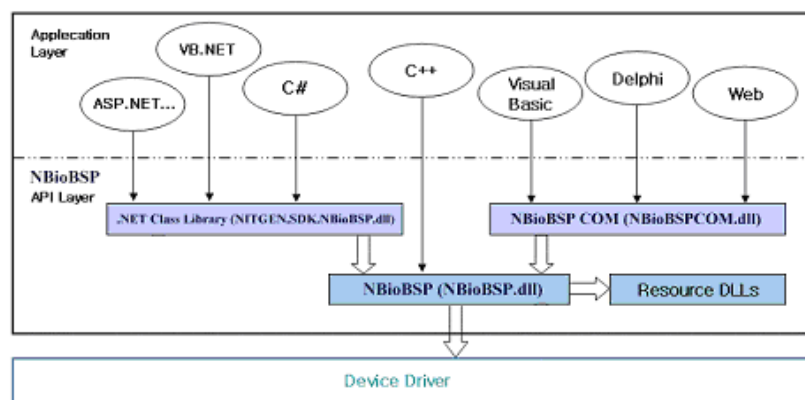 Applecation
Layer
ASP.NET...
VB.NET
C#
C++
Visual
Basic
Delphi
Web
NBioBSP
API Layer
.NET Class Library (NITGEN.SDK.NBioBSP.dll)
NBioBSP COM (NBioBSPCOM.dll)
NBioBSP (NBioBSP.dll)
Resource DLLs
Device Driver